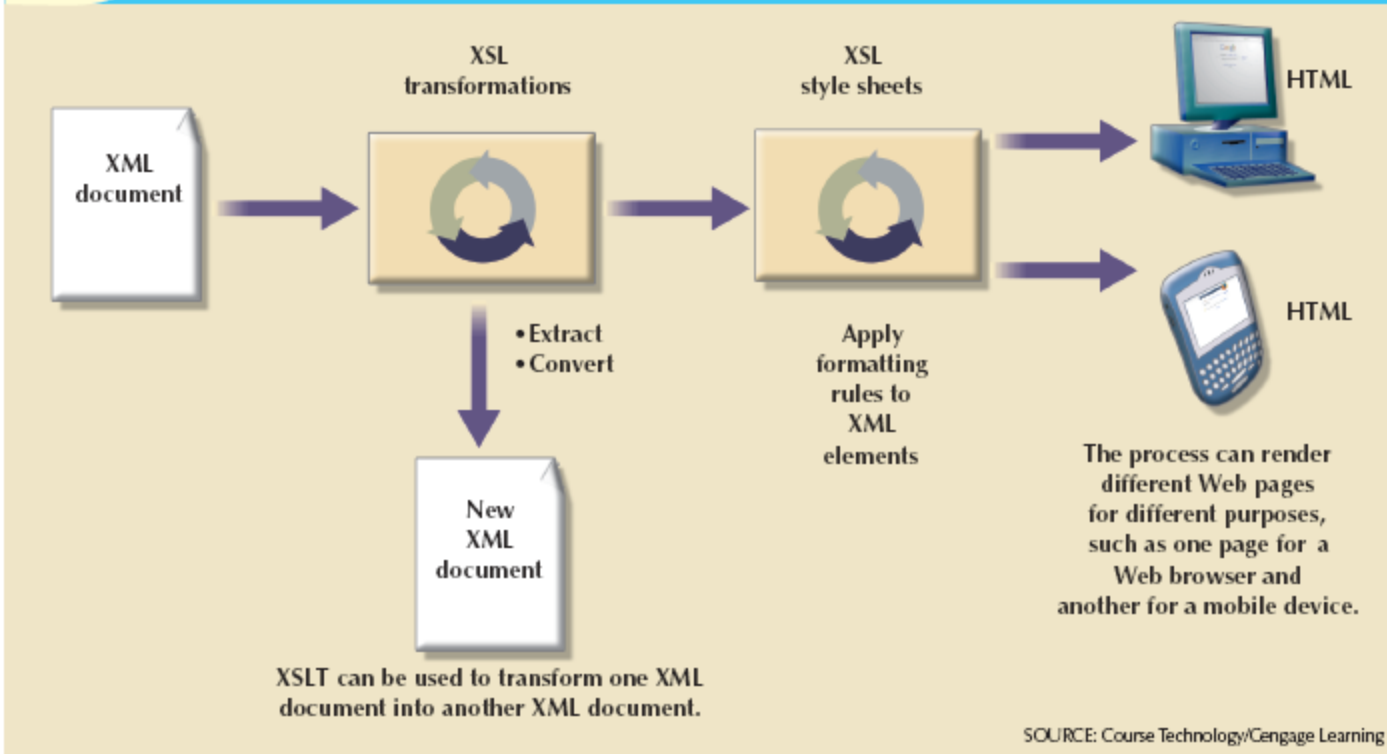 XSL
transformations
XSL
style sheets
HTML
XML
document
HTML
• Extract
• Convert
Apply
formatting
rules to
XML
elements
The process can render
different Web pages
for different purposes,
such as one page for a
Web browser and
another for a mobile device.
New
XML
document
XSLT can be used to transform one XML
document into another XML document.
SOURCE: Course Technology/Cengage Learning